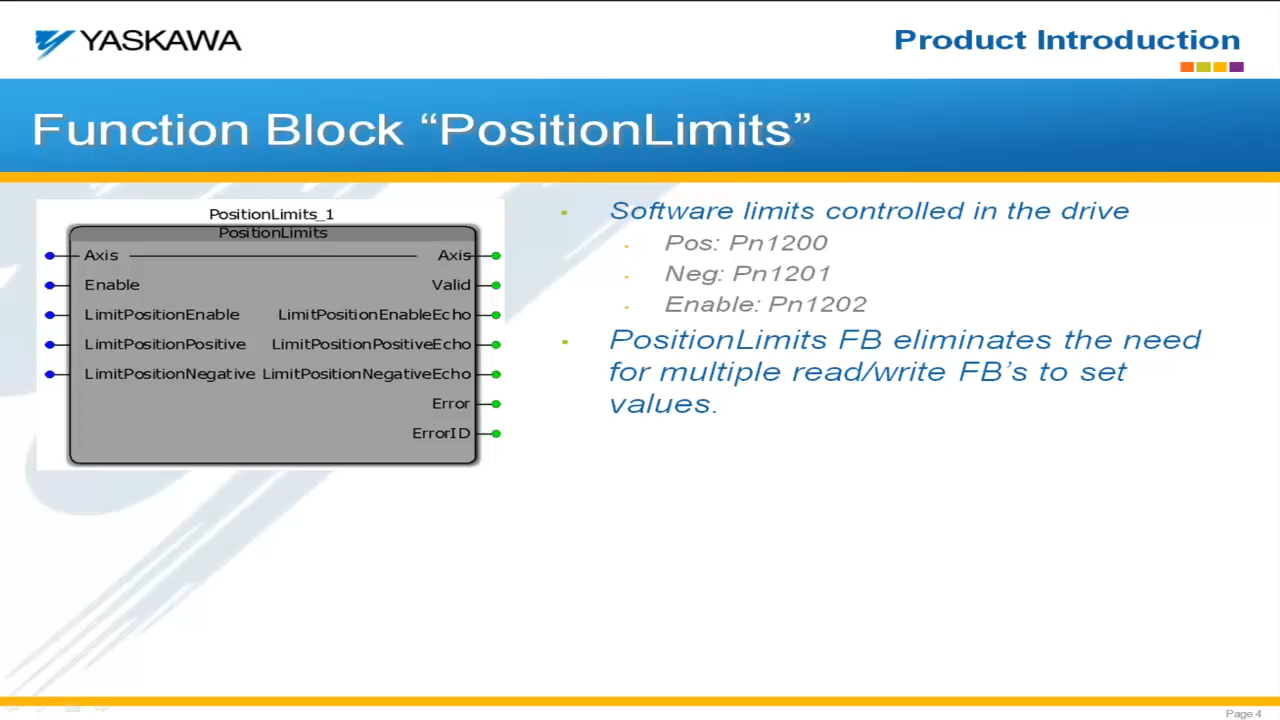 YASKAWA
Product Introduction
Function Block “PositionLimits”
PositionLimits_1
PositionLimits
Axis Axis
Enable Valid
LimitPositionEnable LimitPositionEnableEcho
LimitPositionPositive LimitPositionPositiveEcho
LimitPositionNegative LimitPositionNegativeEcho
Error
ErrorID
• Software limits controlled in the drive
• Pos: Pn1200
• Neg: Pn1201
• Enable: Pn1202
• PositionLimits FB eliminates the need
for multiple read/write FB’s to set
values.
Page 4